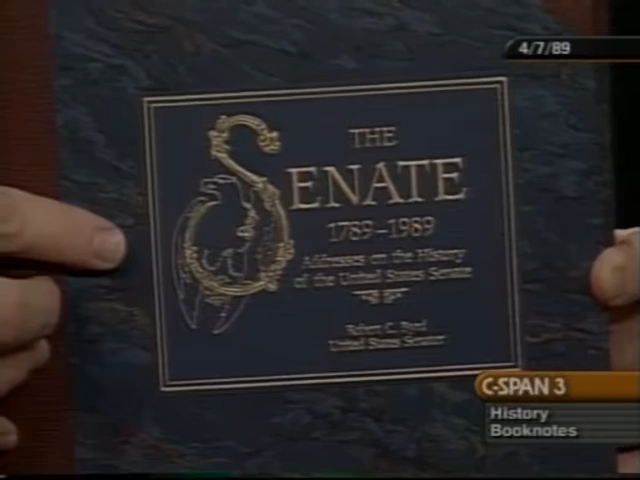 4/7/89
THE
SENATE
1789-1989
Addresses on the History
of the United States Senate
Robert C. Byrd
United States Senator
C-SPAN 3
History
Booknotes